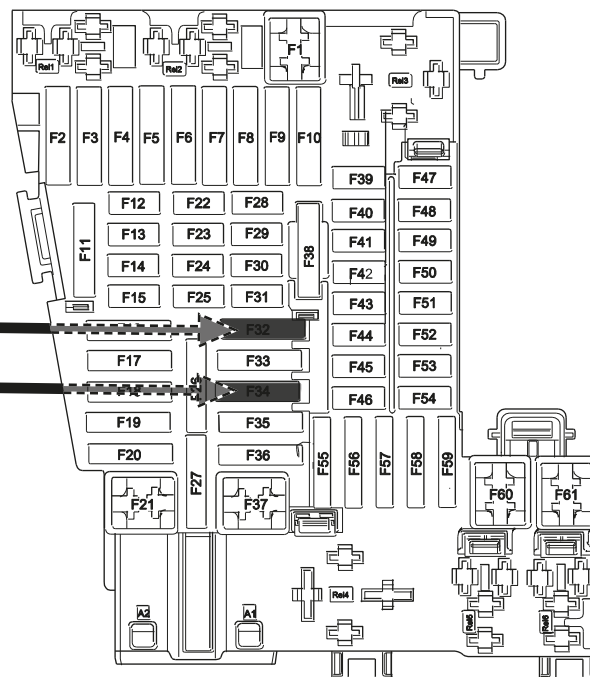 F1
Rel1 Rel2 Rel3
F2 F3 F4 F5 F6 F7 F8 F9 F10
F39 F47
F12 F22 F28
F40 F48
F13 F23 F29
F41 F49
F11 F38
F14 F24 F30
F42 F50
F15 F25 F31
F43 F51
F32
F44 F52
F17 F33
F45 F53
F34
F46 F54
F19 F35
F20 F36
F27
F55 F56 F57 F58 F59
F21 F37
F60 F61
Rel4
A2 A1
Rel5 Rel6